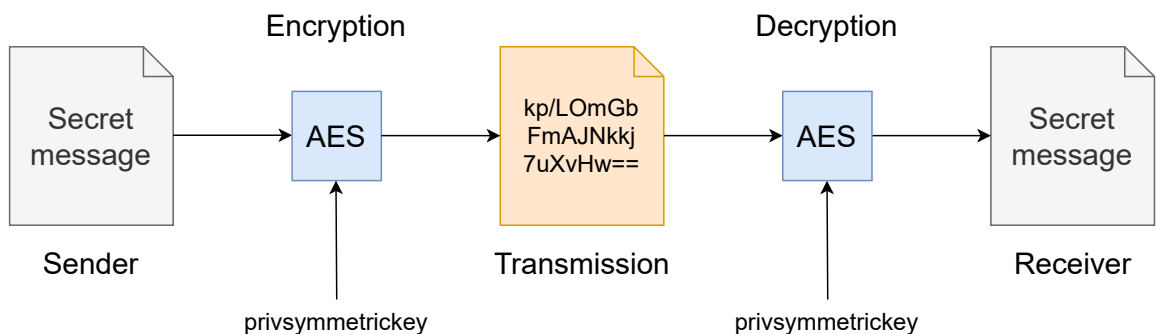 Encryption
Decryption
Secret
message
AES
kp/LOmGb
FmAJNkkj
7uXvHw==
AES
Secret
message
Sender
Transmission
Receiver
privsymmetrickey
privsymmetrickey